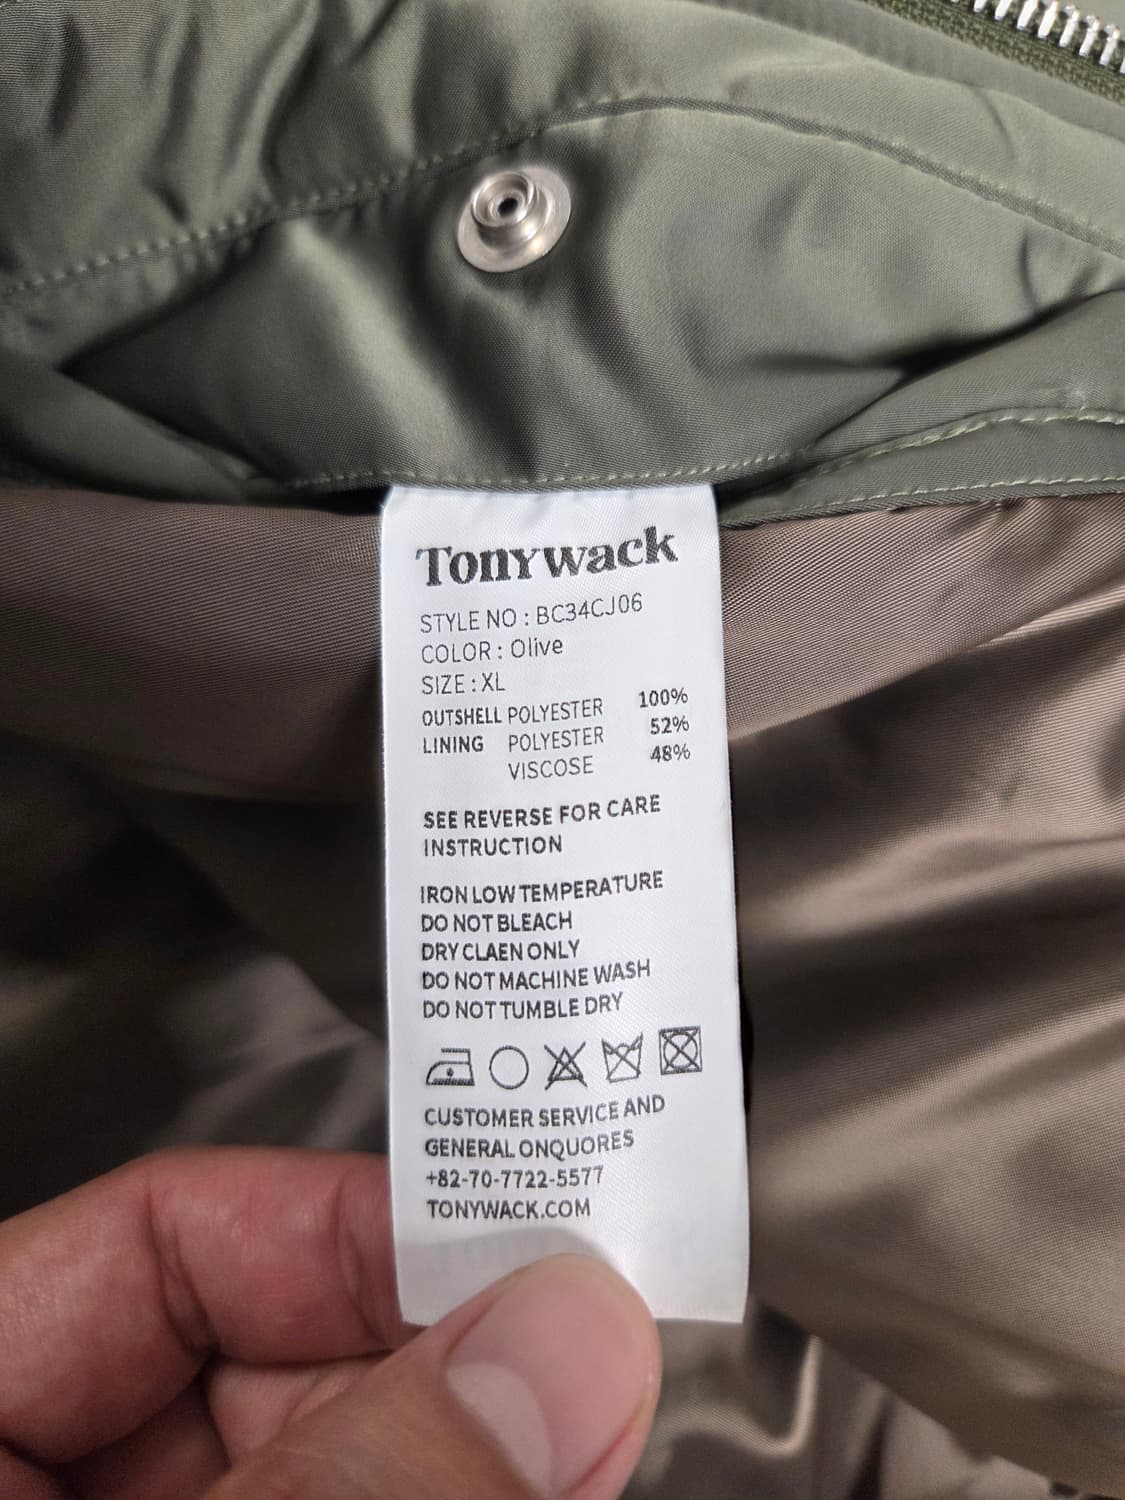 Tonywack
STYLE NO : BC34CJ06
COLOR : Olive
SIZE : XL
OUTSHELL POLYESTER 100%
LINING POLYESTER 52%
VISCOSE 48%
SEE REVERSE FOR CARE
INSTRUCTION
IRON LOW TEMPERATURE
DO NOT BLEACH
DRY CLAEN ONLY
DO NOT MACHINE WASH
DO NOT TUMBLE DRY
CUSTOMER SERVICE AND
GENERAL ONQUORES
+82-70-7722-5577
TONYWACK.COM